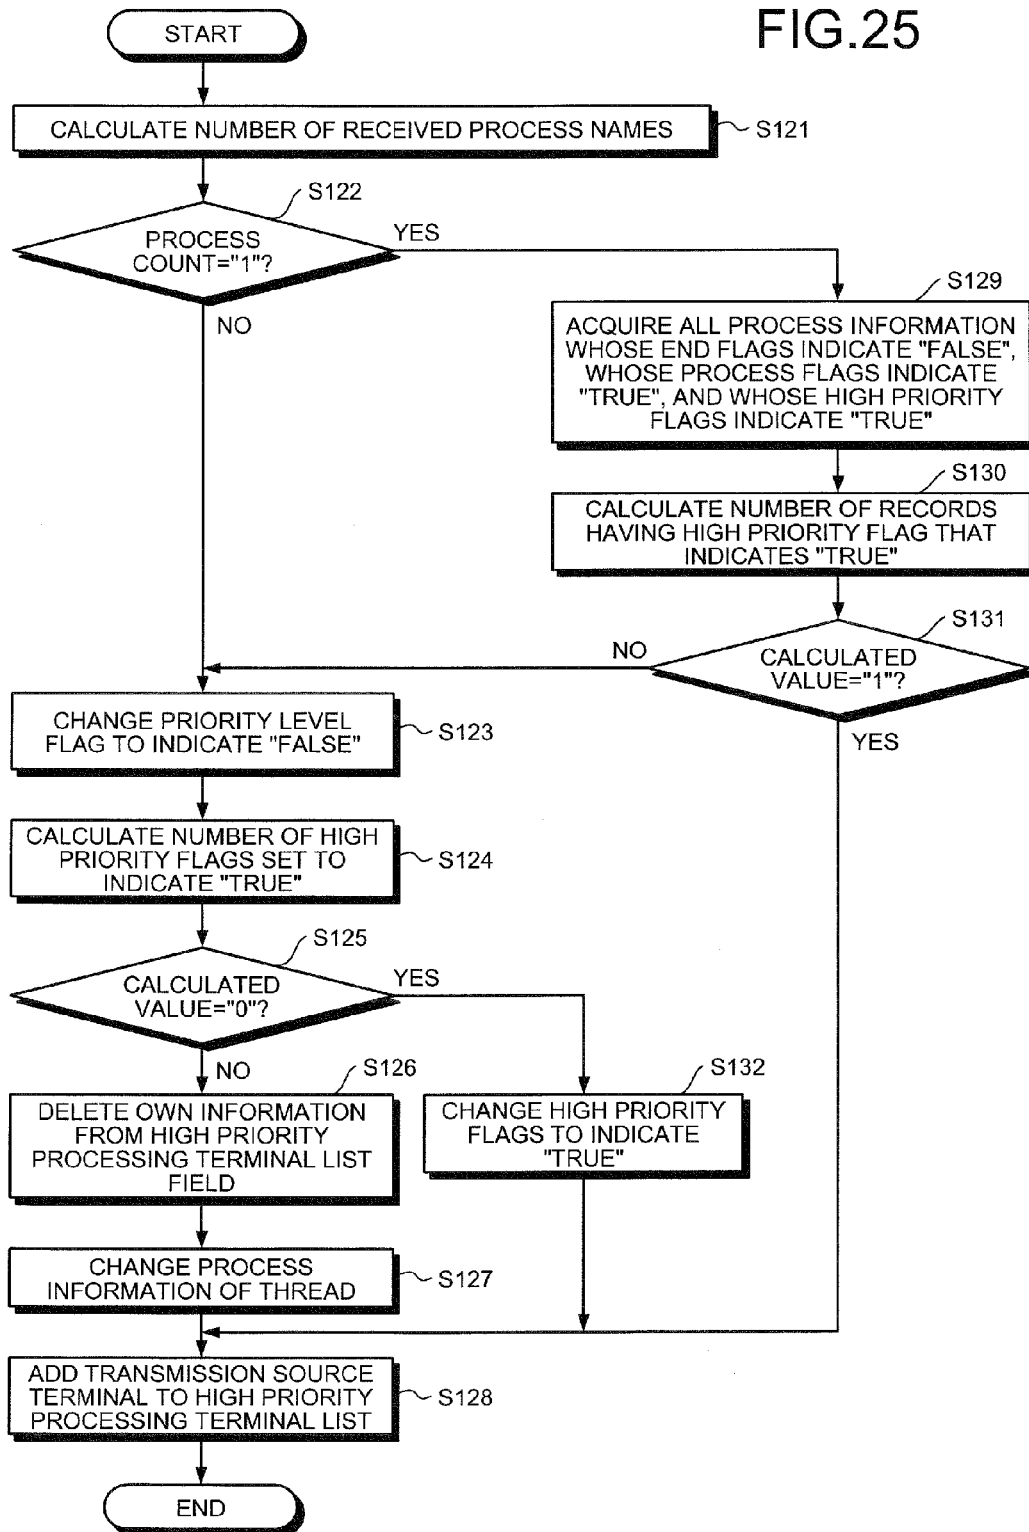 FIG.25
START
CALCULATE NUMBER OF RECEIVED PROCESS NAMES
S121
S122
PROCESS
COUNT="1"?
YES
NO
S129
ACQUIRE ALL PROCESS INFORMATION
WHOSE END FLAGS INDICATE "FALSE",
WHOSE PROCESS FLAGS INDICATE
"TRUE", AND WHOSE HIGH PRIORITY
FLAGS INDICATE "TRUE"
S130
CALCULATE NUMBER OF RECORDS
HAVING HIGH PRIORITY FLAG THAT
INDICATES "TRUE"
S131
CALCULATED
VALUE="1"?
NO
YES
CHANGE PRIORITY LEVEL
FLAG TO INDICATE "FALSE"
S123
CALCULATE NUMBER OF HIGH
PRIORITY FLAGS SET TO
INDICATE "TRUE"
S124
S125
CALCULATED
VALUE="0"?
YES
NO
S126
DELETE OWN INFORMATION
FROM HIGH PRIORITY
PROCESSING TERMINAL LIST
FIELD
S132
CHANGE HIGH PRIORITY
FLAGS TO INDICATE
"TRUE"
CHANGE PROCESS
INFORMATION OF THREAD
S127
ADD TRANSMISSION SOURCE
TERMINAL TO HIGH PRIORITY
PROCESSING TERMINAL LIST
S128
END